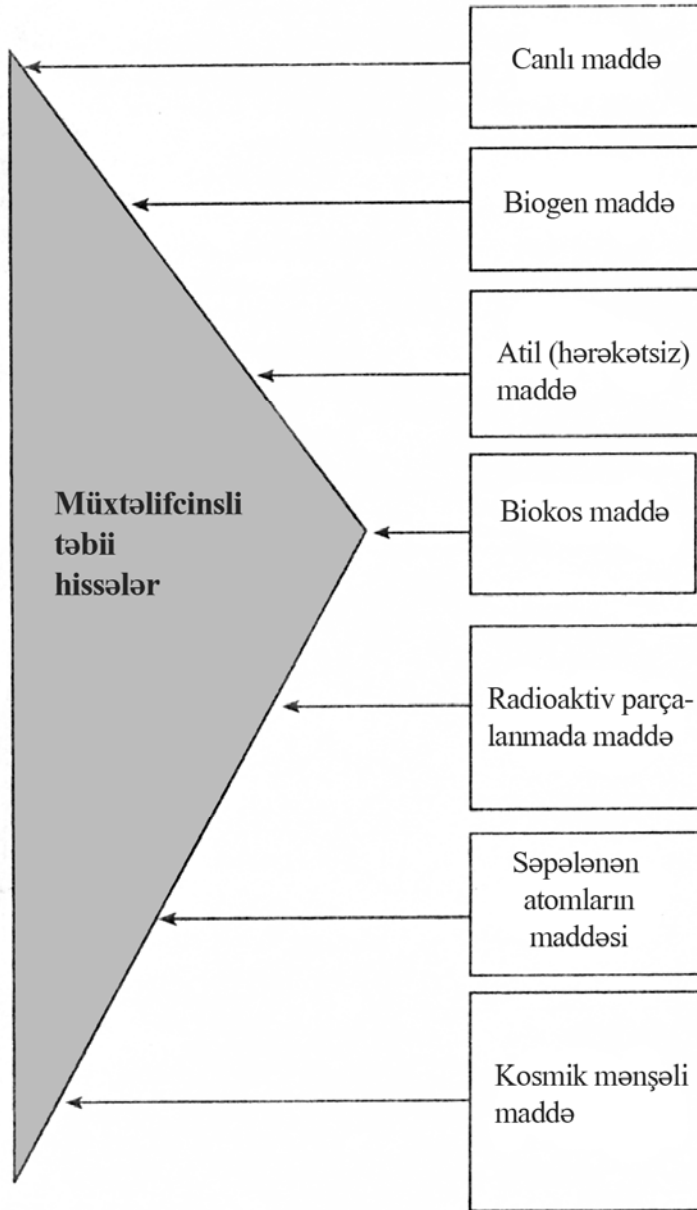 Canlı maddə
Biogen maddə
Atil (hərəkətsiz)
maddə
Biokos maddə
Müxtəlifcinsli
təbii
hissələr
Radioaktiv parça-
lanmada maddə
Səpələnən
atomların
maddəsi
Kosmik mənşəli
maddə